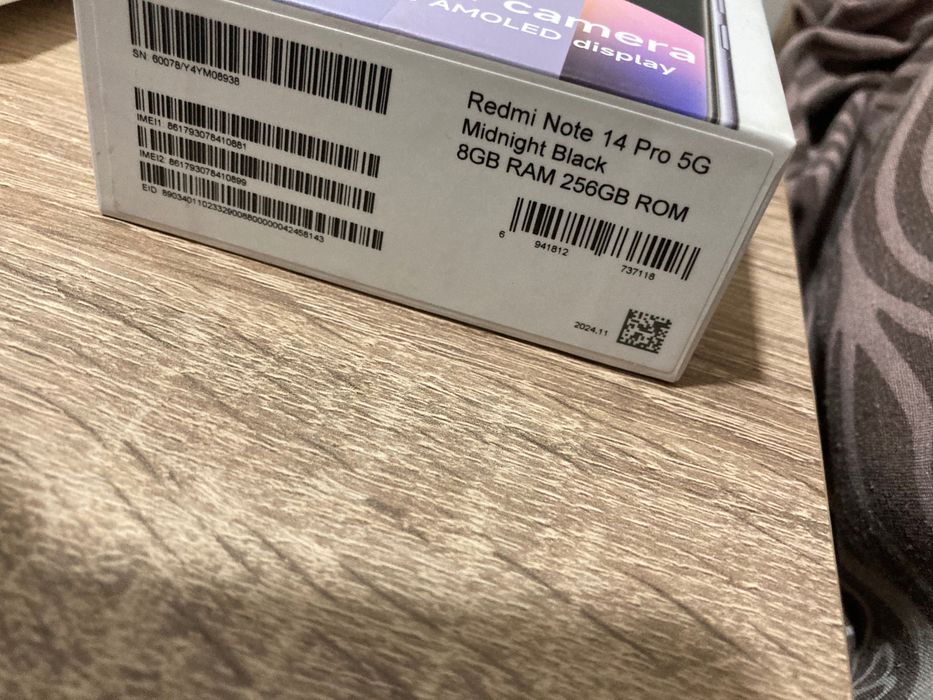 camera
AMOLED display
SN 60078/Y4YM08938
IMEI1 861793078410881
IMEI2 861793078410899
EID 89034011023329008800000042458143
Redmi Note 14 Pro 5G
Midnight Black
8GB RAM 256GB ROM
6 941812 737118
2024.11